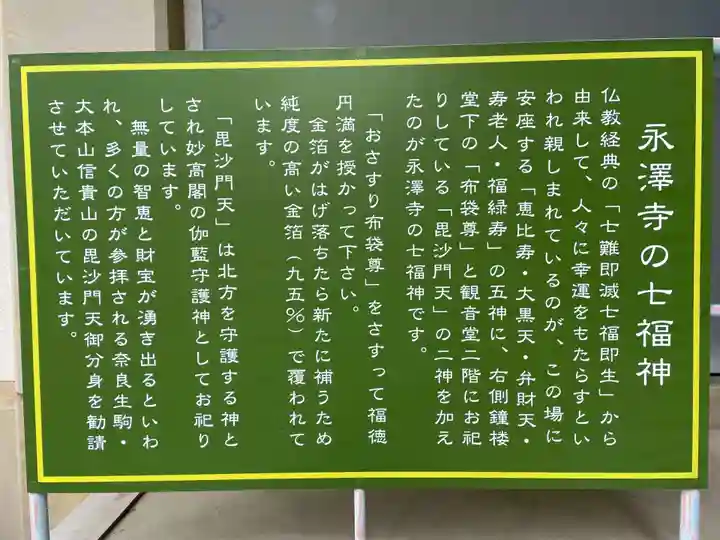 永澤寺の七福神
仏教経典の「七難即滅七福即生」から
由来して、人々に幸運をもたらすとい
われ親しまれているのが、この場に
安座する「恵比寿・大黒天・弁財天・
寿老人・福緑寿」の五神に、右側鐘楼
堂下の「布袋尊」と観音堂二階にお祀
りしている「毘沙門天」の二神を加え
たのが永澤寺の七福神です。
「おさすり布袋尊」をさすって福徳
円満を授かって下さい。
金箔がはげ落ちたら新たに補うため
純度の高い金箔（九五％）で覆われて
います。
「毘沙門天」は北方を守護する神と
され妙高閣の伽藍守護神としてお祀り
しています。
無量の智恵と財宝が湧き出るといわ
れ、多くの方が参拝される奈良生駒・
大本山信貴山の毘沙門天御分身を勧請
させていただいています。